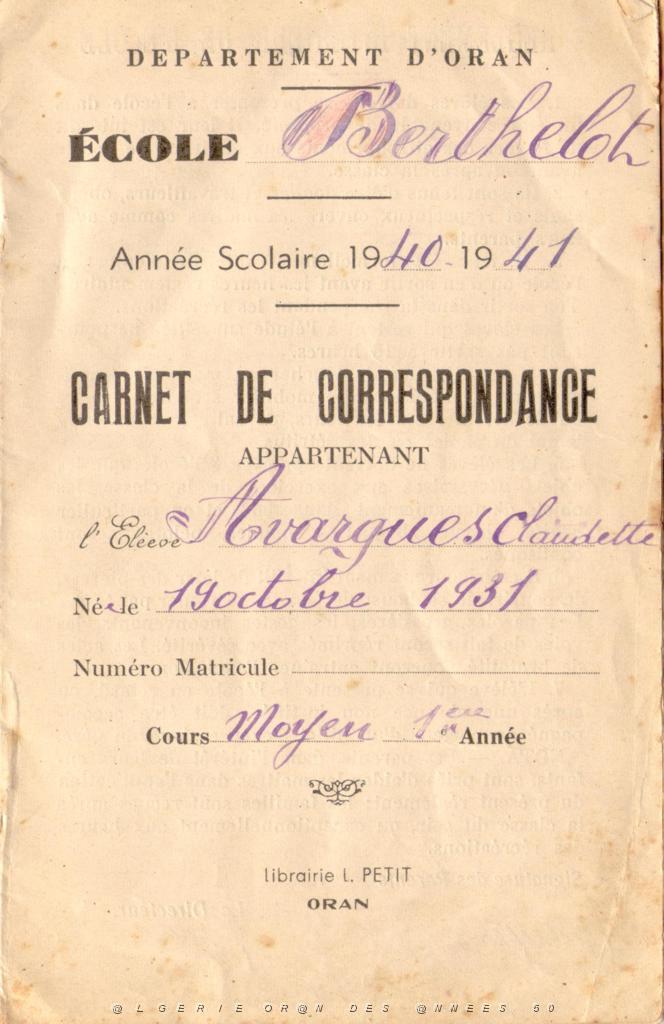 DEPARTEMENT D'ORAN
ÉCOLE Berthelot
Année Scolaire 1940-1941
CARNET DE CORRESPONDANCE
APPARTENANT
l'Elève Avargues Claudette
Née le 19 octobre 1931
Numéro Matricule
Cours Moyen 1ère Année
librairie L. PETIT
ORAN
@LGERIE OR@N DES @NNEES 50